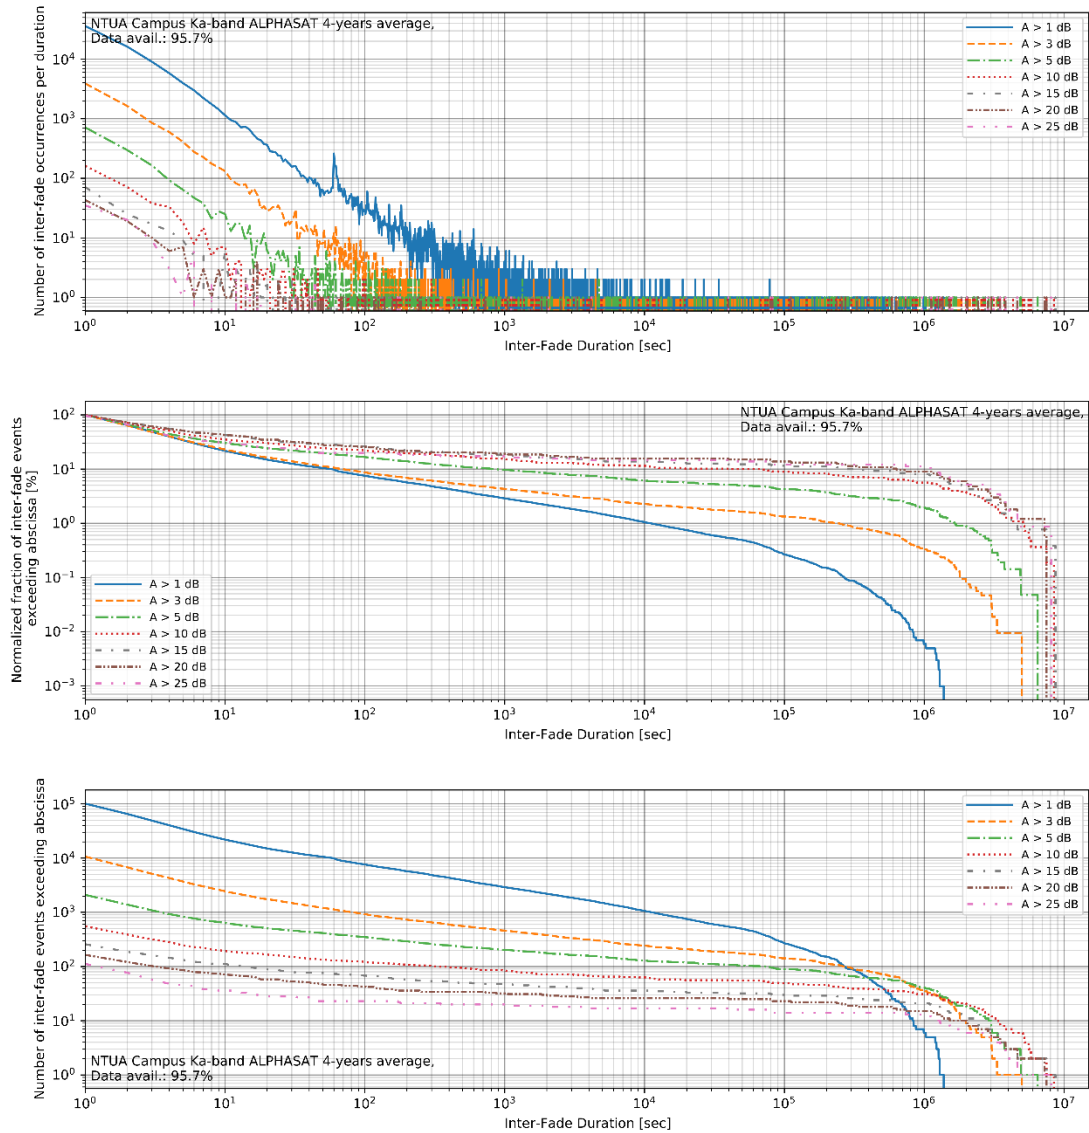 NTUA Campus Ka-band ALPHASAT 4-years average,
Data avail.: 95.7%
A > 1 dB
A > 3 dB
A > 5 dB
A > 10 dB
A > 15 dB
A > 20 dB
A > 25 dB
Number of inter-fade occurrences per duration
10⁴
10³
10²
10¹
10⁰
10⁰ 10¹ 10² 10³ 10⁴ 10⁵ 10⁶ 10⁷
Inter-Fade Duration [sec]
NTUA Campus Ka-band ALPHASAT 4-years average,
Data avail.: 95.7%
Normalized fraction of inter-fade events
exceeding abscissa [%]
10²
10¹
10⁰
10⁻¹
10⁻²
10⁻³
A > 1 dB
A > 3 dB
A > 5 dB
A > 10 dB
A > 15 dB
A > 20 dB
A > 25 dB
10⁰ 10¹ 10² 10³ 10⁴ 10⁵ 10⁶ 10⁷
Inter-Fade Duration [sec]
Number of inter-fade events exceeding abscissa
10⁵
10⁴
10³
10²
10¹
10⁰
A > 1 dB
A > 3 dB
A > 5 dB
A > 10 dB
A > 15 dB
A > 20 dB
A > 25 dB
NTUA Campus Ka-band ALPHASAT 4-years average,
Data avail.: 95.7%
10⁰ 10¹ 10² 10³ 10⁴ 10⁵ 10⁶ 10⁷
Inter-Fade Duration [sec]